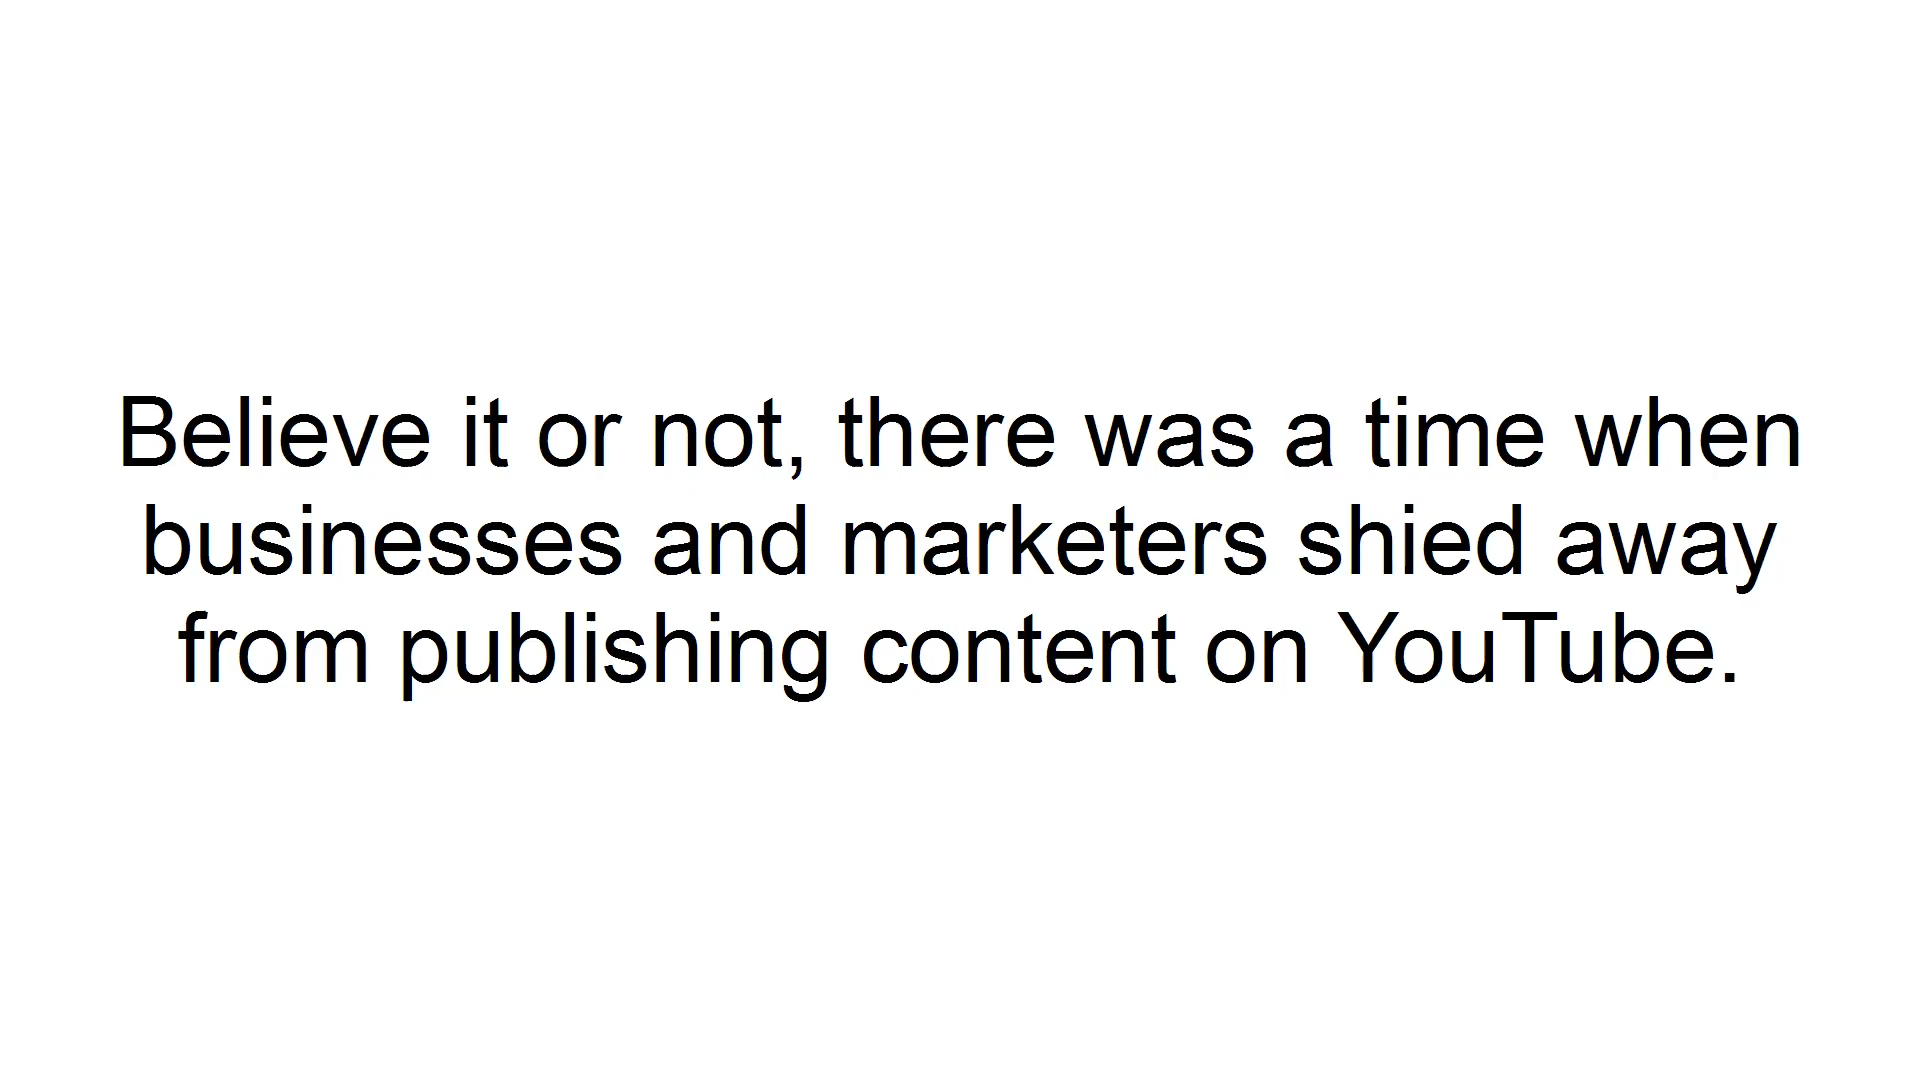 Believe it or not, there was a time when
businesses and marketers shied away
from publishing content on YouTube.